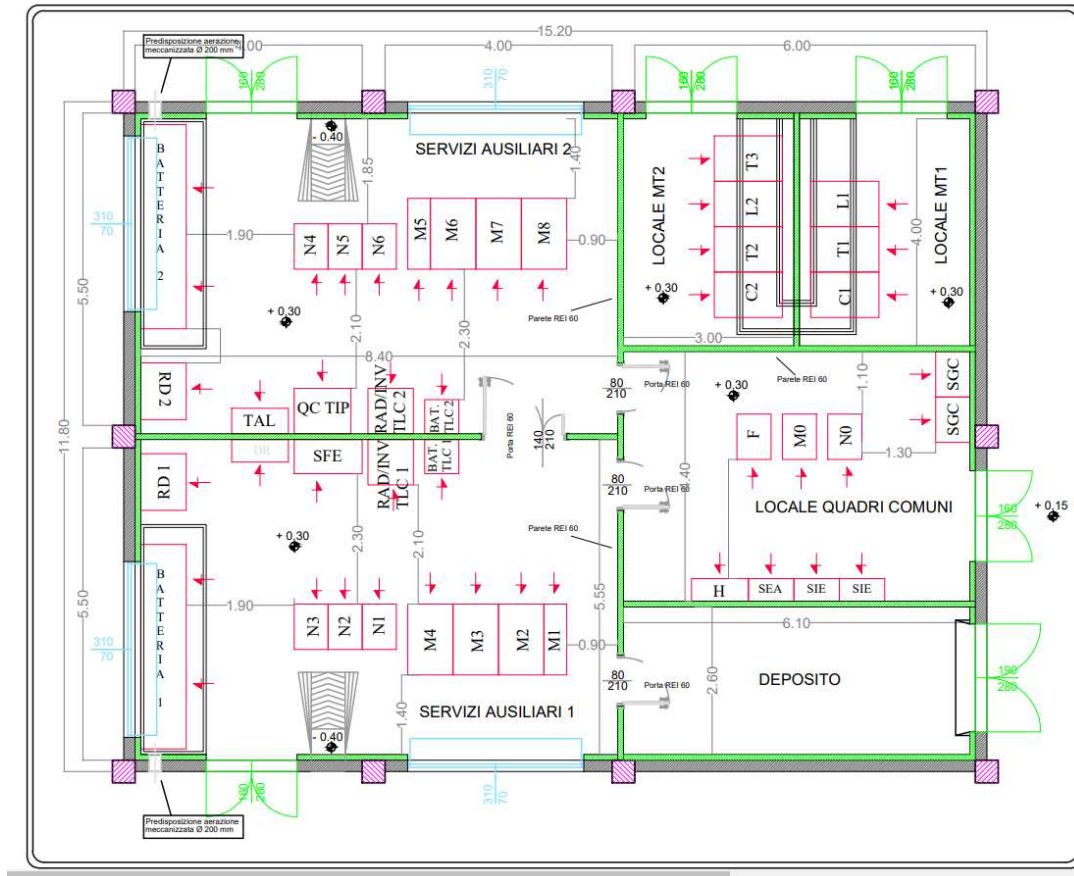 Predisposizione aerazione
meccanizzata Ø 200 mm
15.20
4.00
4.00
6.00
160
280
310
70
160
280
160
280
- 0.40
SERVIZI AUSILIARI 2
1.85
1.40
BATTERIA 2
310
70
1.90
N4
N5
N6
M5
M6
M7
M8
0.90
LOCALE MT2
T3
L2
T2
C2
L1
T1
C1
4.00
LOCALE MT1
5.50
+ 0.30
+ 0.30
+ 0.30
Parete REI 60
2.10
2.30
3.00
8.40
Parete REI 60
RD 2
TAL
QC TIP
RAD/INV
TLC 2
BAT.
TLC 2
80
210
Porta REI 60
+ 0.30
1.10
SGC
SGC
11.80
DR
SFE
RAD/INV
TLC 1
BAT.
TLC 1
Porta REI 60
140
210
F
M0
N0
1.30
RD 1
80
210
Porta REI 60
1.40
LOCALE QUADRI COMUNI
160
280
+ 0.15
+ 0.30
Parete REI 60
2.30
2.10
5.50
BATTERIA 1
310
70
1.90
N3
N2
N1
M4
M3
M2
M1
5.55
0.90
H
SEA
SIE
SIE
6.10
80
210
Porta REI 60
2.60
DEPOSITO
190
280
1.40
SERVIZI AUSILIARI 1
- 0.40
160
280
310
70
Predisposizione aerazione
meccanizzata Ø 200 mm